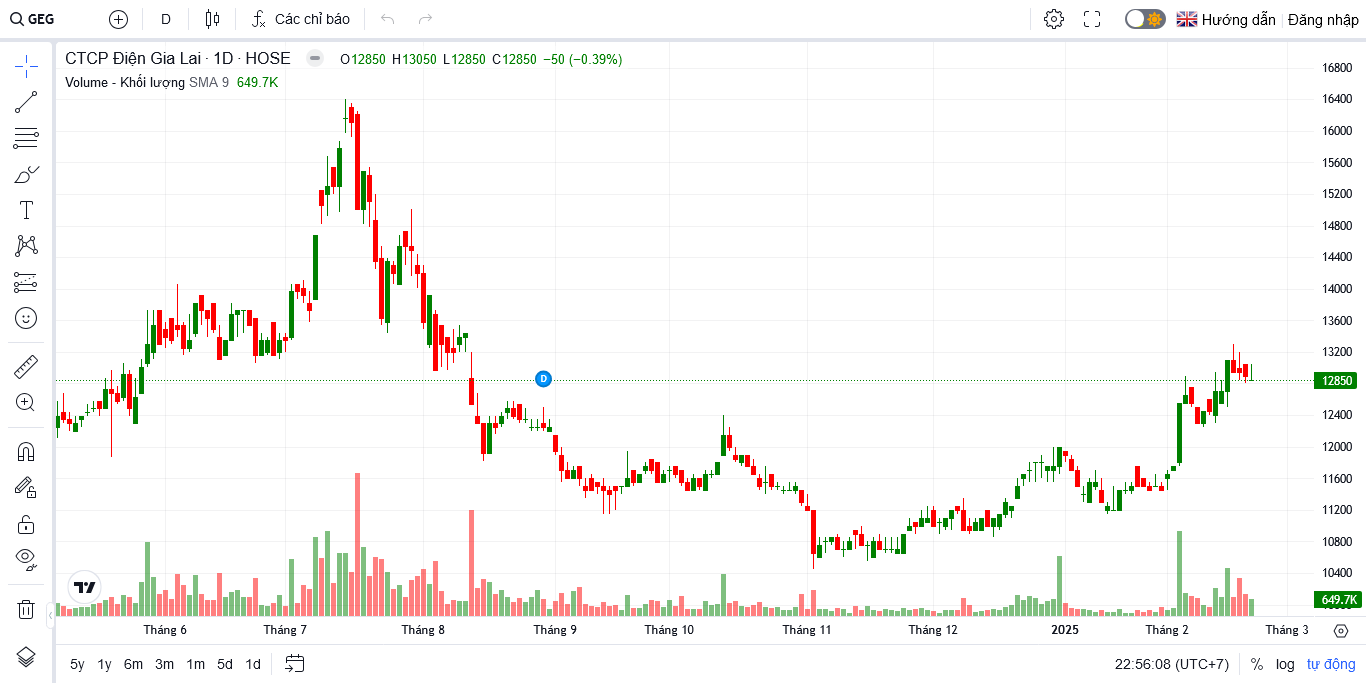 GEG D Các chỉ báo Hướng dẫn Đăng nhập
CTCP Điện Gia Lai · 1D · HOSE O12850 H13050 L12850 C12850 −50 (−0.39%)
Volume - Khối lượng SMA 9 649.7K
16800
16400
16000
15600
15200
14800
14400
14000
13600
13200
D
12850
12400
12000
11600
11200
10800
10400
649.7K
Tháng 6 Tháng 7 Tháng 8 Tháng 9 Tháng 10 Tháng 11 Tháng 12 2025 Tháng 2 Tháng 3
5y 1y 6m 3m 1m 5d 1d 22:56:08 (UTC+7) % log tự động